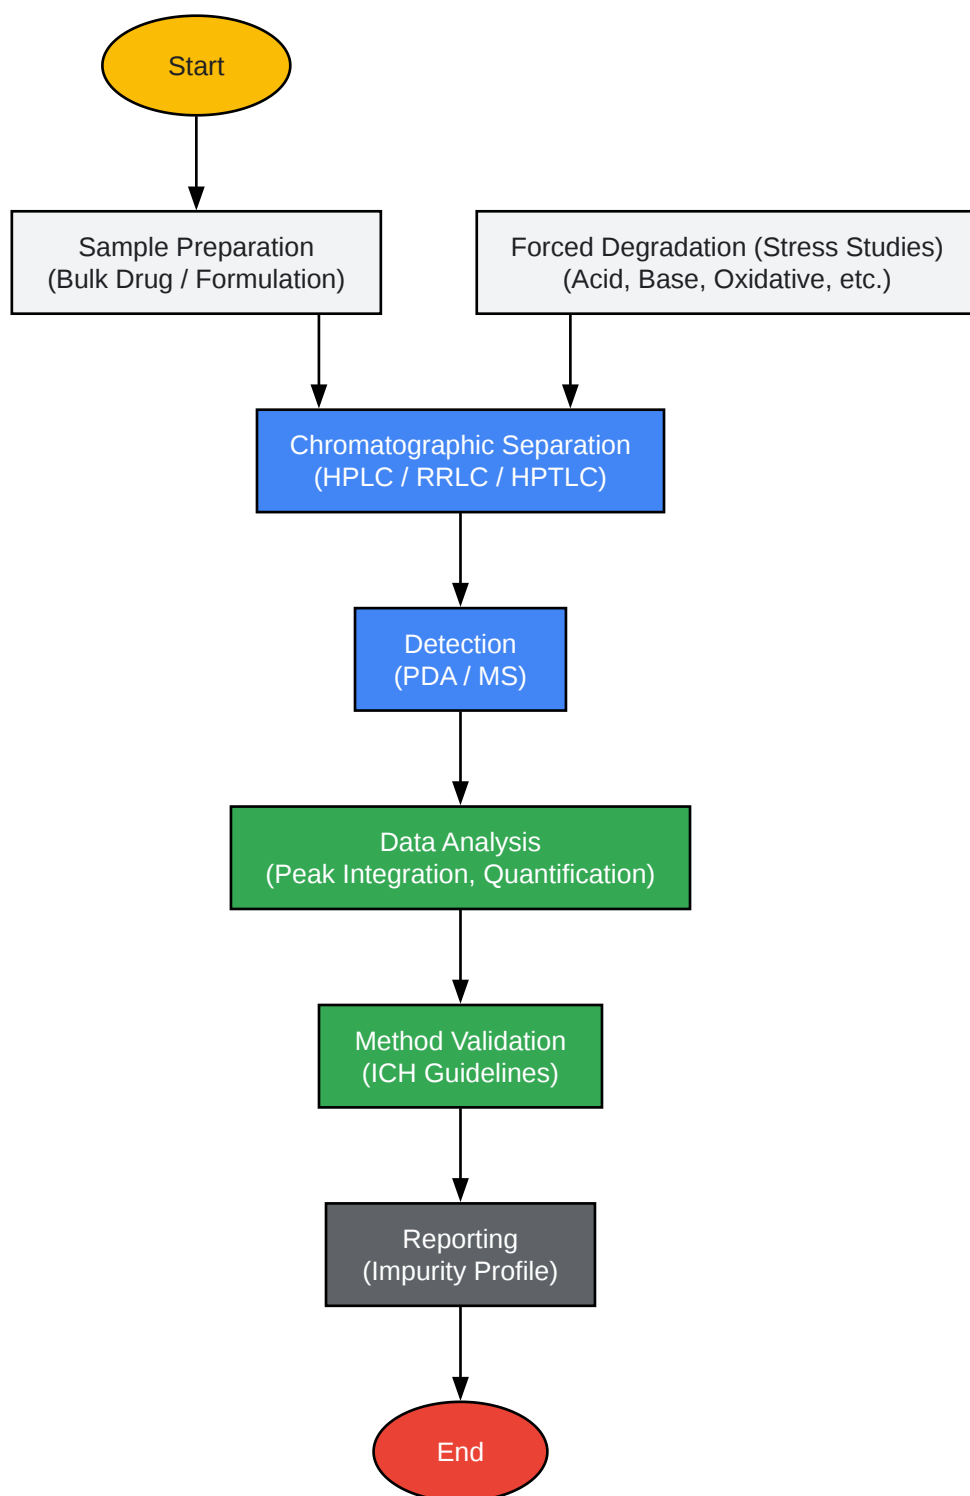 Start
Sample Preparation
(Bulk Drug / Formulation)
Forced Degradation (Stress Studies)
(Acid, Base, Oxidative, etc.)
Chromatographic Separation
(HPLC / RRLC / HPTLC)
Detection
(PDA / MS)
Data Analysis
(Peak Integration, Quantification)
Method Validation
(ICH Guidelines)
Reporting
(Impurity Profile)
End